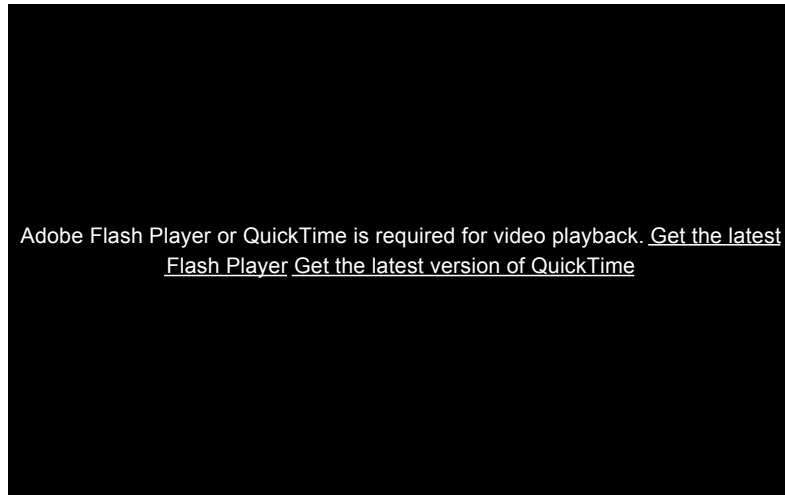 Adobe Flash Player or QuickTime is required for video playback. Get the latest
Flash Player Get the latest version of QuickTime